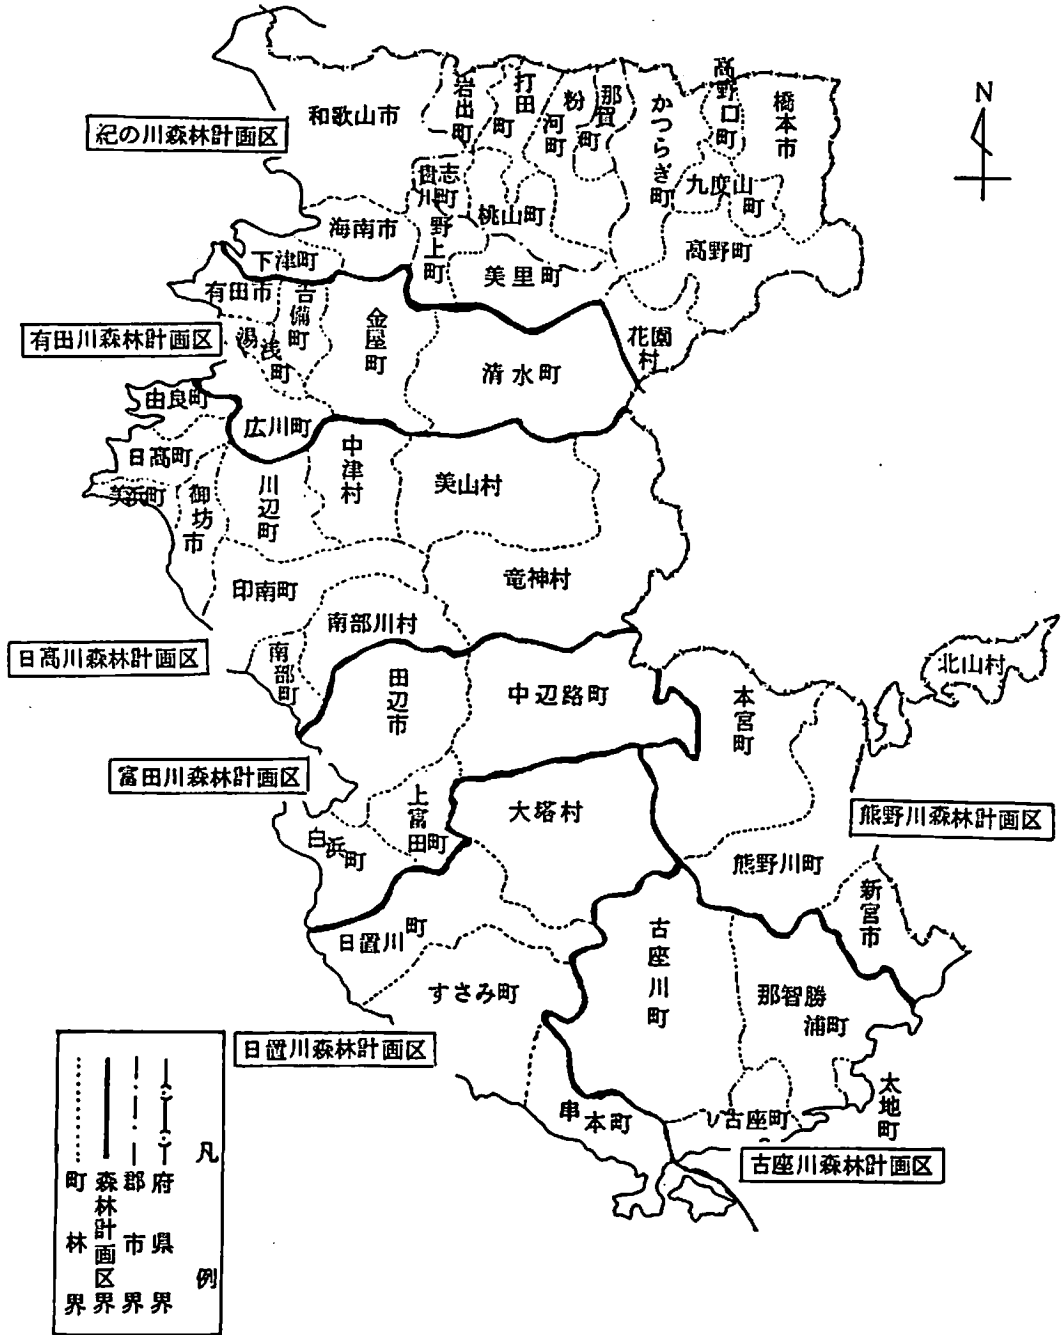 N
紀の川森林計画区
和歌山市
岩出町
打田町
粉河町
那賀町
かつらぎ町
高野口町
橋本市
九度山町
貴志川町
桃山町
海南市
野上町
高野町
下津町
美里町
有田市
吉備町
金屋町
清水町
花園村
有田川森林計画区
湯浅町
由良町
広川町
日高町
中津村
美山村
美浜町
御坊市
川辺町
印南町
竜神村
南部川村
日高川森林計画区
南部町
田辺市
中辺路町
本宮町
北山村
富田川森林計画区
上富田町
大塔村
熊野川森林計画区
白浜町
熊野川町
新宮市
日置川町
古座川町
すさみ町
那智勝浦町
日置川森林計画区
太地町
串本町
古座町
古座川森林計画区
凡例
府県界
郡市界
森林計画区界
町林界